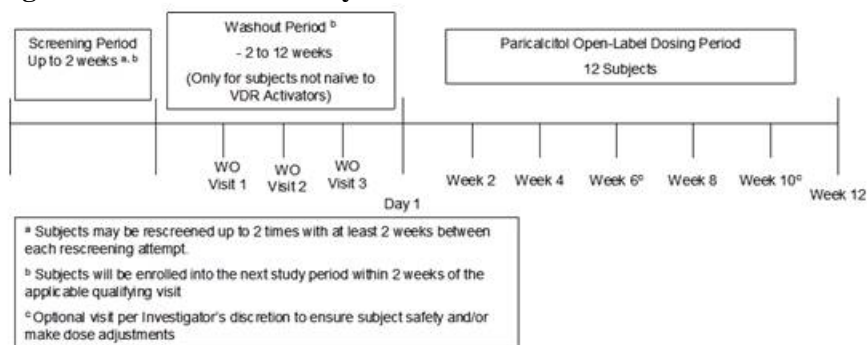 Screening Period
Up to 2 weeks a, b
Washout Period b
- 2 to 12 weeks
(Only for subjects not naïve to
VDR Activators)
Paricalcitol Open-Label Dosing Period
12 Subjects
WO
Visit 1
WO
Visit 2
WO
Visit 3
Day 1
Week 2
Week 4
Week 6c
Week 8
Week 10c
Week 12
a Subjects may be rescreened up to 2 times with at least 2 weeks between
each rescreening attempt.
b Subjects will be enrolled into the next study period within 2 weeks of the
applicable qualifying visit
c Optional visit per Investigator's discretion to ensure subject safety and/or
make dose adjustments